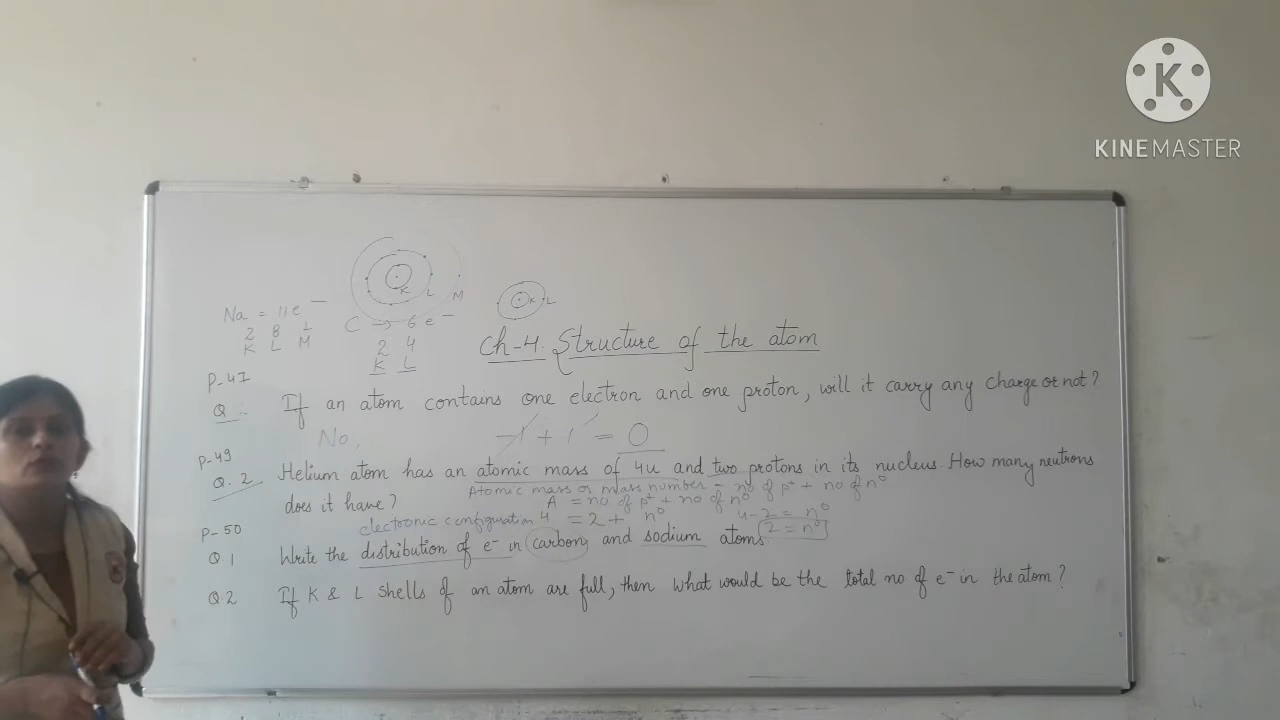 K
KINEMASTER
K L M
Na = 11e⁻
2 8 1
K L M
C → 6 e⁻
2 4
K L
K L
Ch-4. Structure of the atom
P-47
Q :- If an atom contains one electron and one proton, will it carry any charge or not?
No, -1 + 1 = 0
P-49
Q. 2 Helium atom has an atomic mass of 4u and two protons in its nucleus. How many neutrons
Atomic mass or mass number = no of p⁺ + no of n⁰
does it have? A = no of p⁺ + no of n⁰
electronic configuration 4 = 2 + n⁰ 4-2 = n⁰
2 = n⁰
P-50
Q.1 Write the distribution of e⁻ in carbon and sodium atoms
Q.2 If K & L shells of an atom are full, then what would be the total no of e⁻ in the atom?